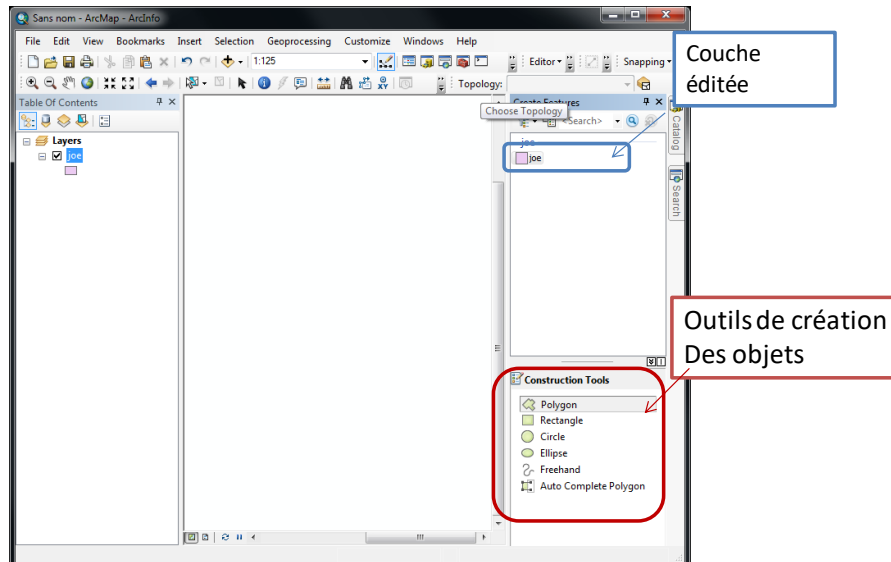 Sans nom - ArcMap - ArcInfo
File Edit View Bookmarks Insert Selection Geoprocessing Customize Windows Help
1:125
Editor
Snapping
Topology:
Table Of Contents
Choose Topology
Create Features
<Search>
Layers
joe
joe
joe
Catalog
Search
Couche
éditée
Outils de création
Des objets
Construction Tools
Polygon
Rectangle
Circle
Ellipse
Freehand
Auto Complete Polygon